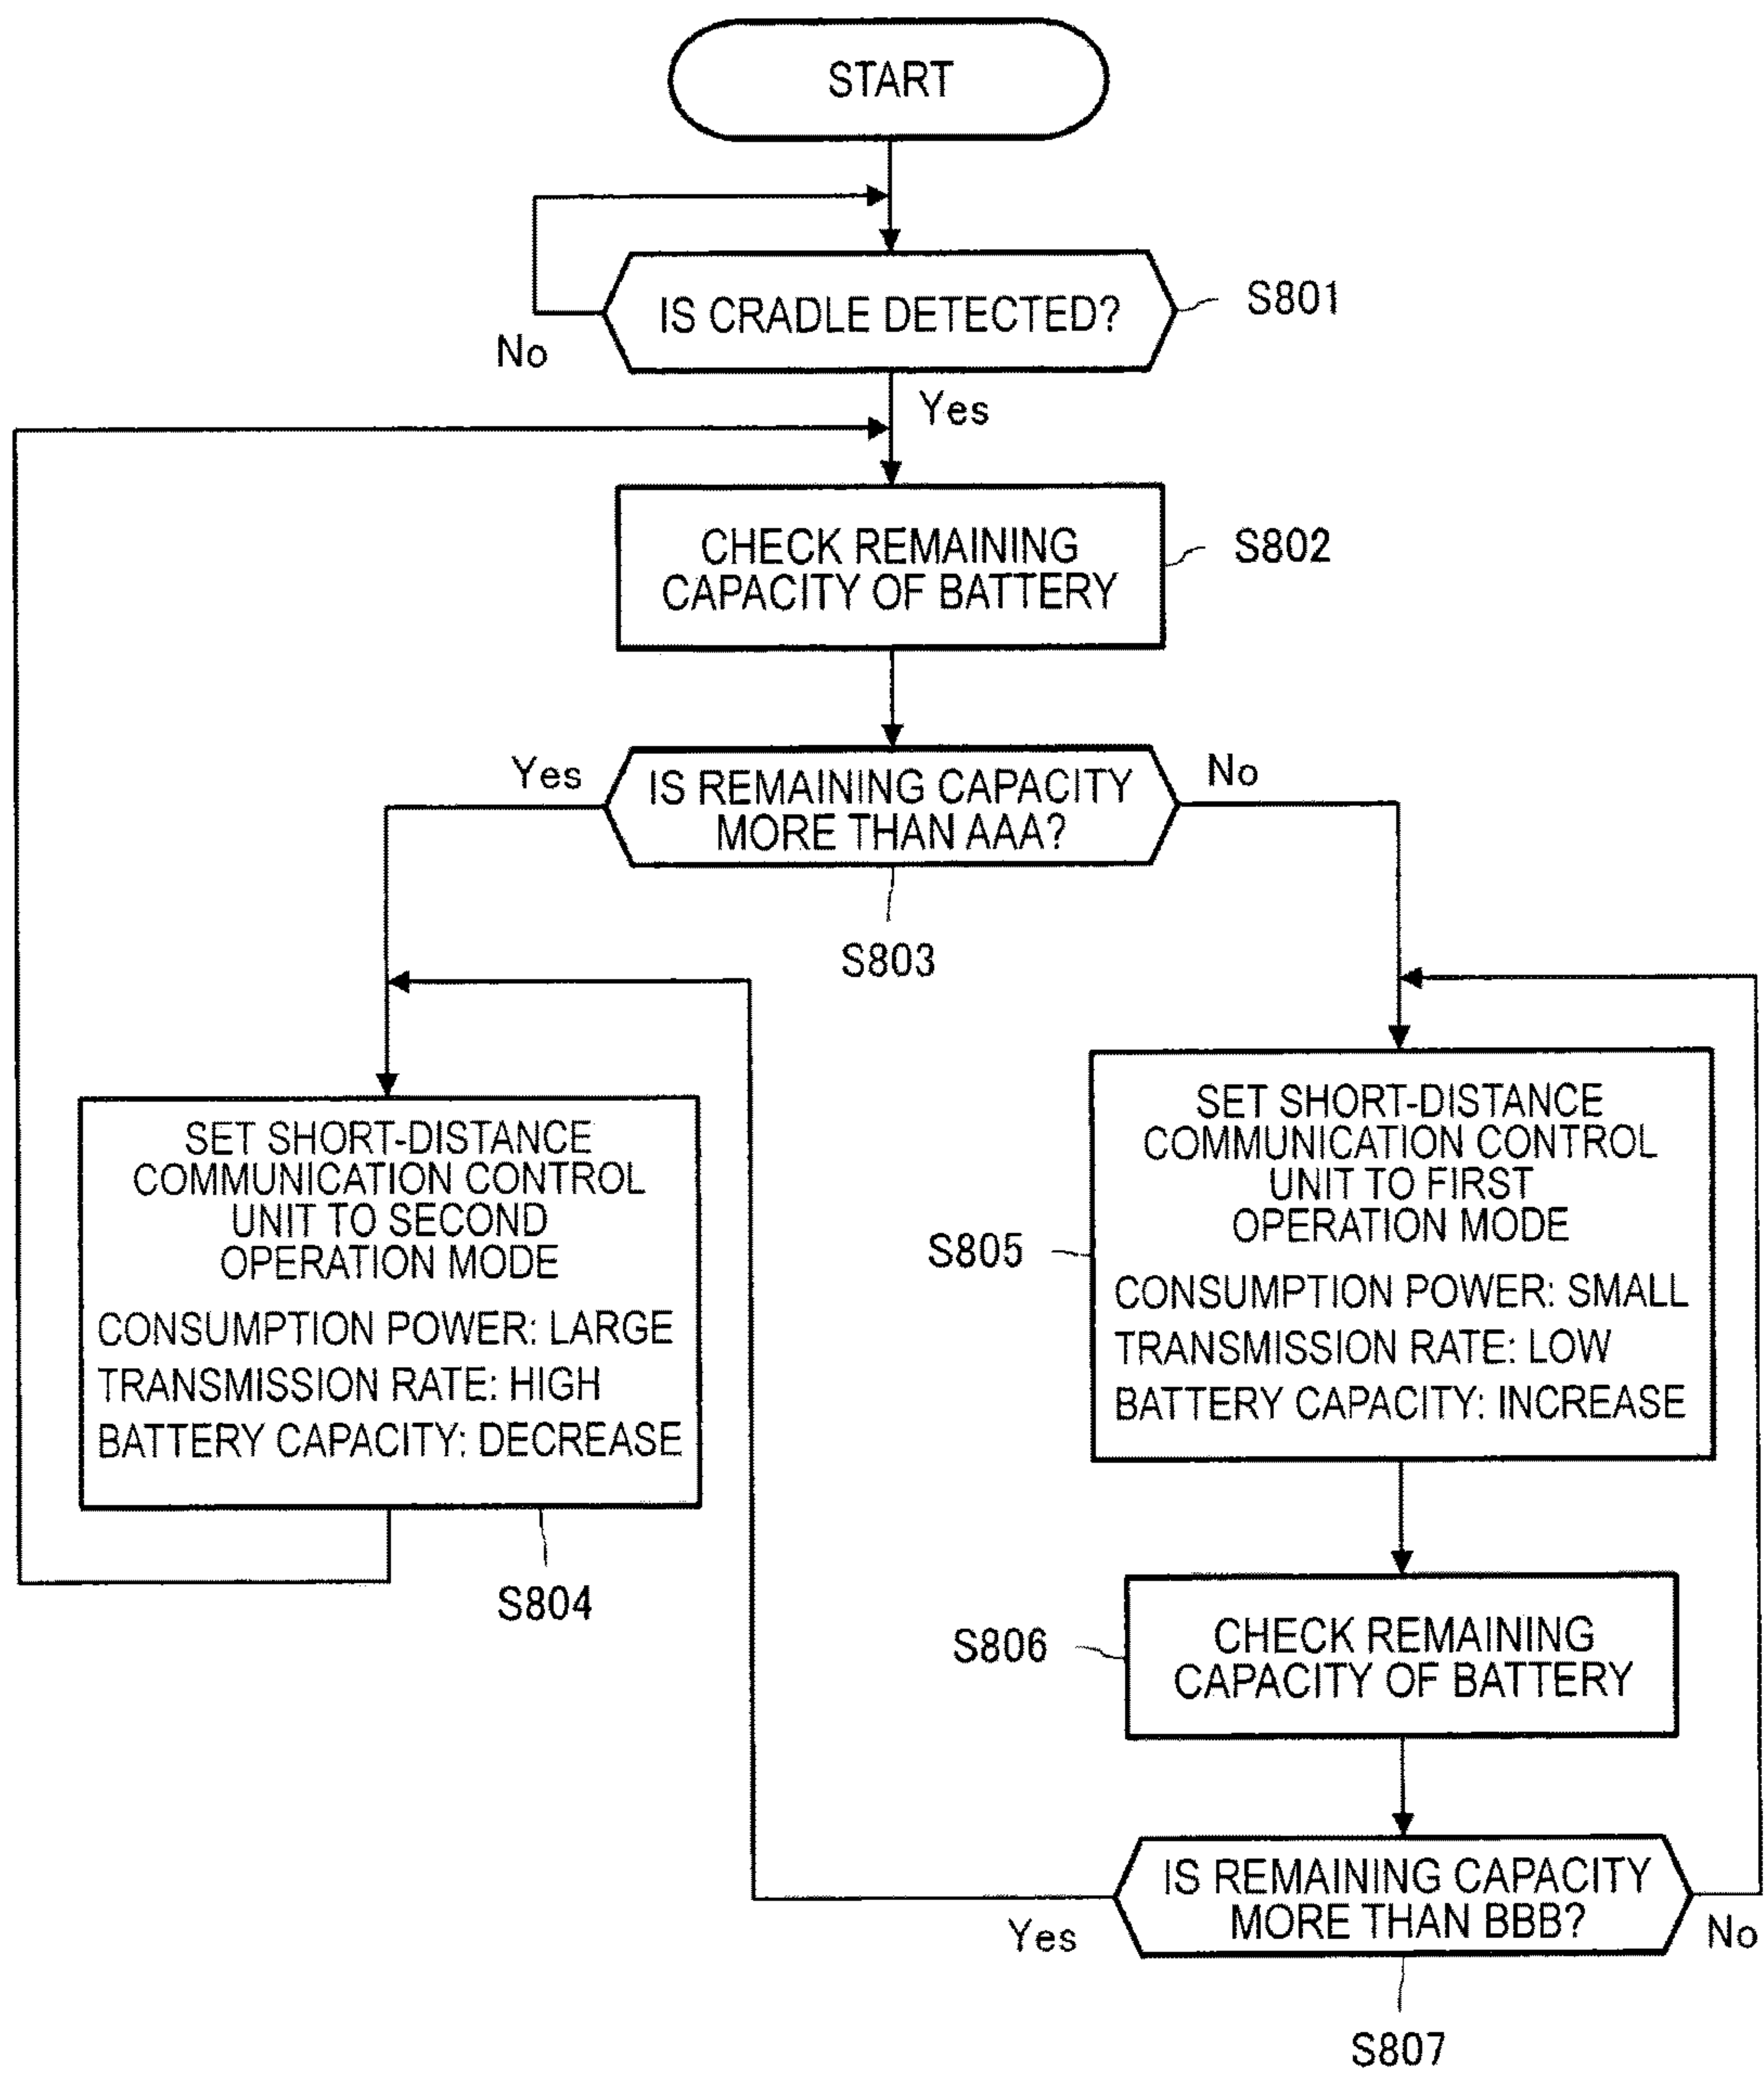 START
IS CRADLE DETECTED?
S801
No
Yes
CHECK REMAINING
CAPACITY OF BATTERY
S802
Yes
IS REMAINING CAPACITY
MORE THAN AAA?
No
S803
SET SHORT-DISTANCE
COMMUNICATION CONTROL
UNIT TO SECOND
OPERATION MODE
CONSUMPTION POWER: LARGE
TRANSMISSION RATE: HIGH
BATTERY CAPACITY: DECREASE
S804
SET SHORT-DISTANCE
COMMUNICATION CONTROL
UNIT TO FIRST
OPERATION MODE
CONSUMPTION POWER: SMALL
TRANSMISSION RATE: LOW
BATTERY CAPACITY: INCREASE
S805
CHECK REMAINING
CAPACITY OF BATTERY
S806
IS REMAINING CAPACITY
MORE THAN BBB?
Yes
No
S807